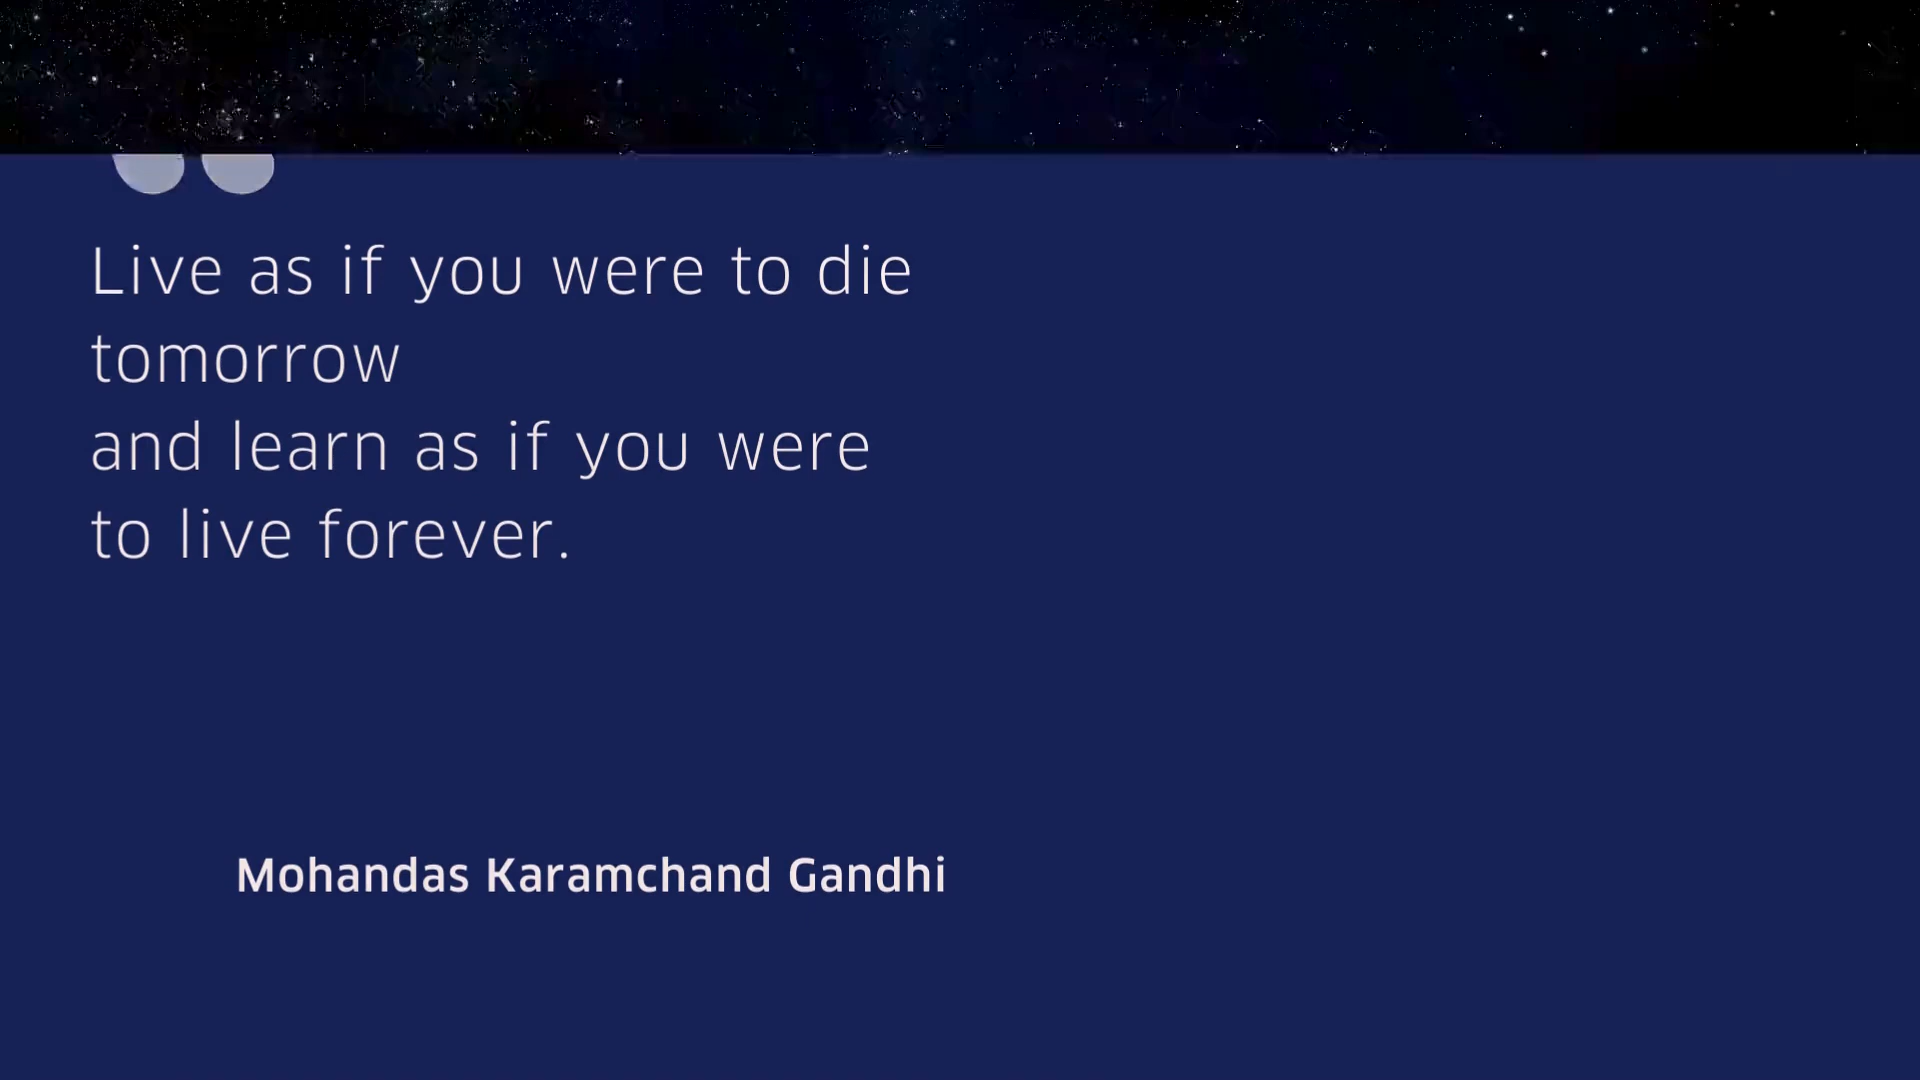 Live as if you were to die
tomorrow
and learn as if you were
to live forever.
Mohandas Karamchand Gandhi